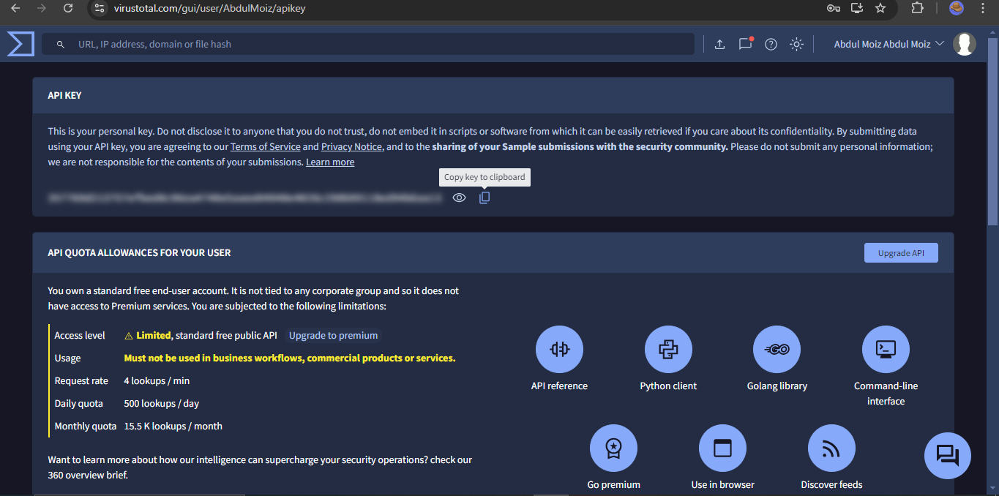 virustotal.com/gui/user/AbdulMoiz/apikey
URL, IP address, domain or file hash
Abdul Moiz Abdul Moiz
API KEY
This is your personal key. Do not disclose it to anyone that you do not trust, do not embed it in scripts or software from which it can be easily retrieved if you care about its confidentiality. By submitting data
using your API key, you are agreeing to our Terms of Service and Privacy Notice, and to the sharing of your Sample submissions with the security community. Please do not submit any personal information;
we are not responsible for the contents of your submissions. Learn more
Copy key to clipboard
API QUOTA ALLOWANCES FOR YOUR USER
Upgrade API
You own a standard free end-user account. It is not tied to any corporate group and so it does not
have access to Premium services. You are subjected to the following limitations:
Access level Limited, standard free public API Upgrade to premium
Usage Must not be used in business workflows, commercial products or services.
Request rate 4 lookups / min
Daily quota 500 lookups / day
Monthly quota 15.5 K lookups / month
Want to learn more about how our intelligence can supercharge your security operations? check our
360 overview brief.
API reference
Python client
Golang library
Command-line
interface
Go premium
Use in browser
Discover feeds